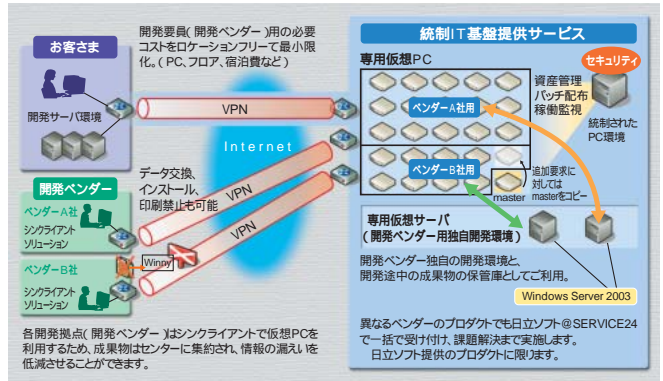 お客さま
開発サーバ環境
開発要員(開発ベンダー)用の必要
コストをロケーションフリーで最小限
化。(PC、フロア、宿泊費など)
VPN
Internet
データ交換、
インストール、
印刷禁止も可能
VPN
VPN
開発ベンダー
ベンダーA社
シンクライアント
ソリューション
ベンダーB社
シンクライアント
ソリューション
Winny
各開発拠点(開発ベンダー)はシンクライアントで仮想PCを
利用するため、成果物はセンターに集約され、情報の漏えいを
低減させることができます。
統制IT基盤提供サービス
専用仮想PC
ベンダーA社用
ベンダーB社用
master
セキュリティ
資産管理
パッチ配布
稼働監視
統制された
PC環境
追加要求に
対しては
masterをコピー
専用仮想サーバ
(開発ベンダー用独自開発環境)
開発ベンダー独自の開発環境と、
開発途中の成果物の保管庫としてご利用。
Windows Server 2003
異なるベンダーのプロダクトでも日立ソフト@SERVICE24
で一括で受け付け、課題解決まで実施します。
日立ソフト提供のプロダクトに限ります。